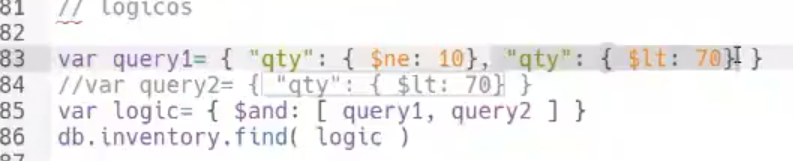 81 // logicos
82
83 var query1= { "qty": { $ne: 10}, "qty": { $lt: 70} }
84 //var query2= { "qty": { $lt: 70} }
85 var logic= { $and: [ query1, query2 ] }
86 db.inventory.find( logic )
87